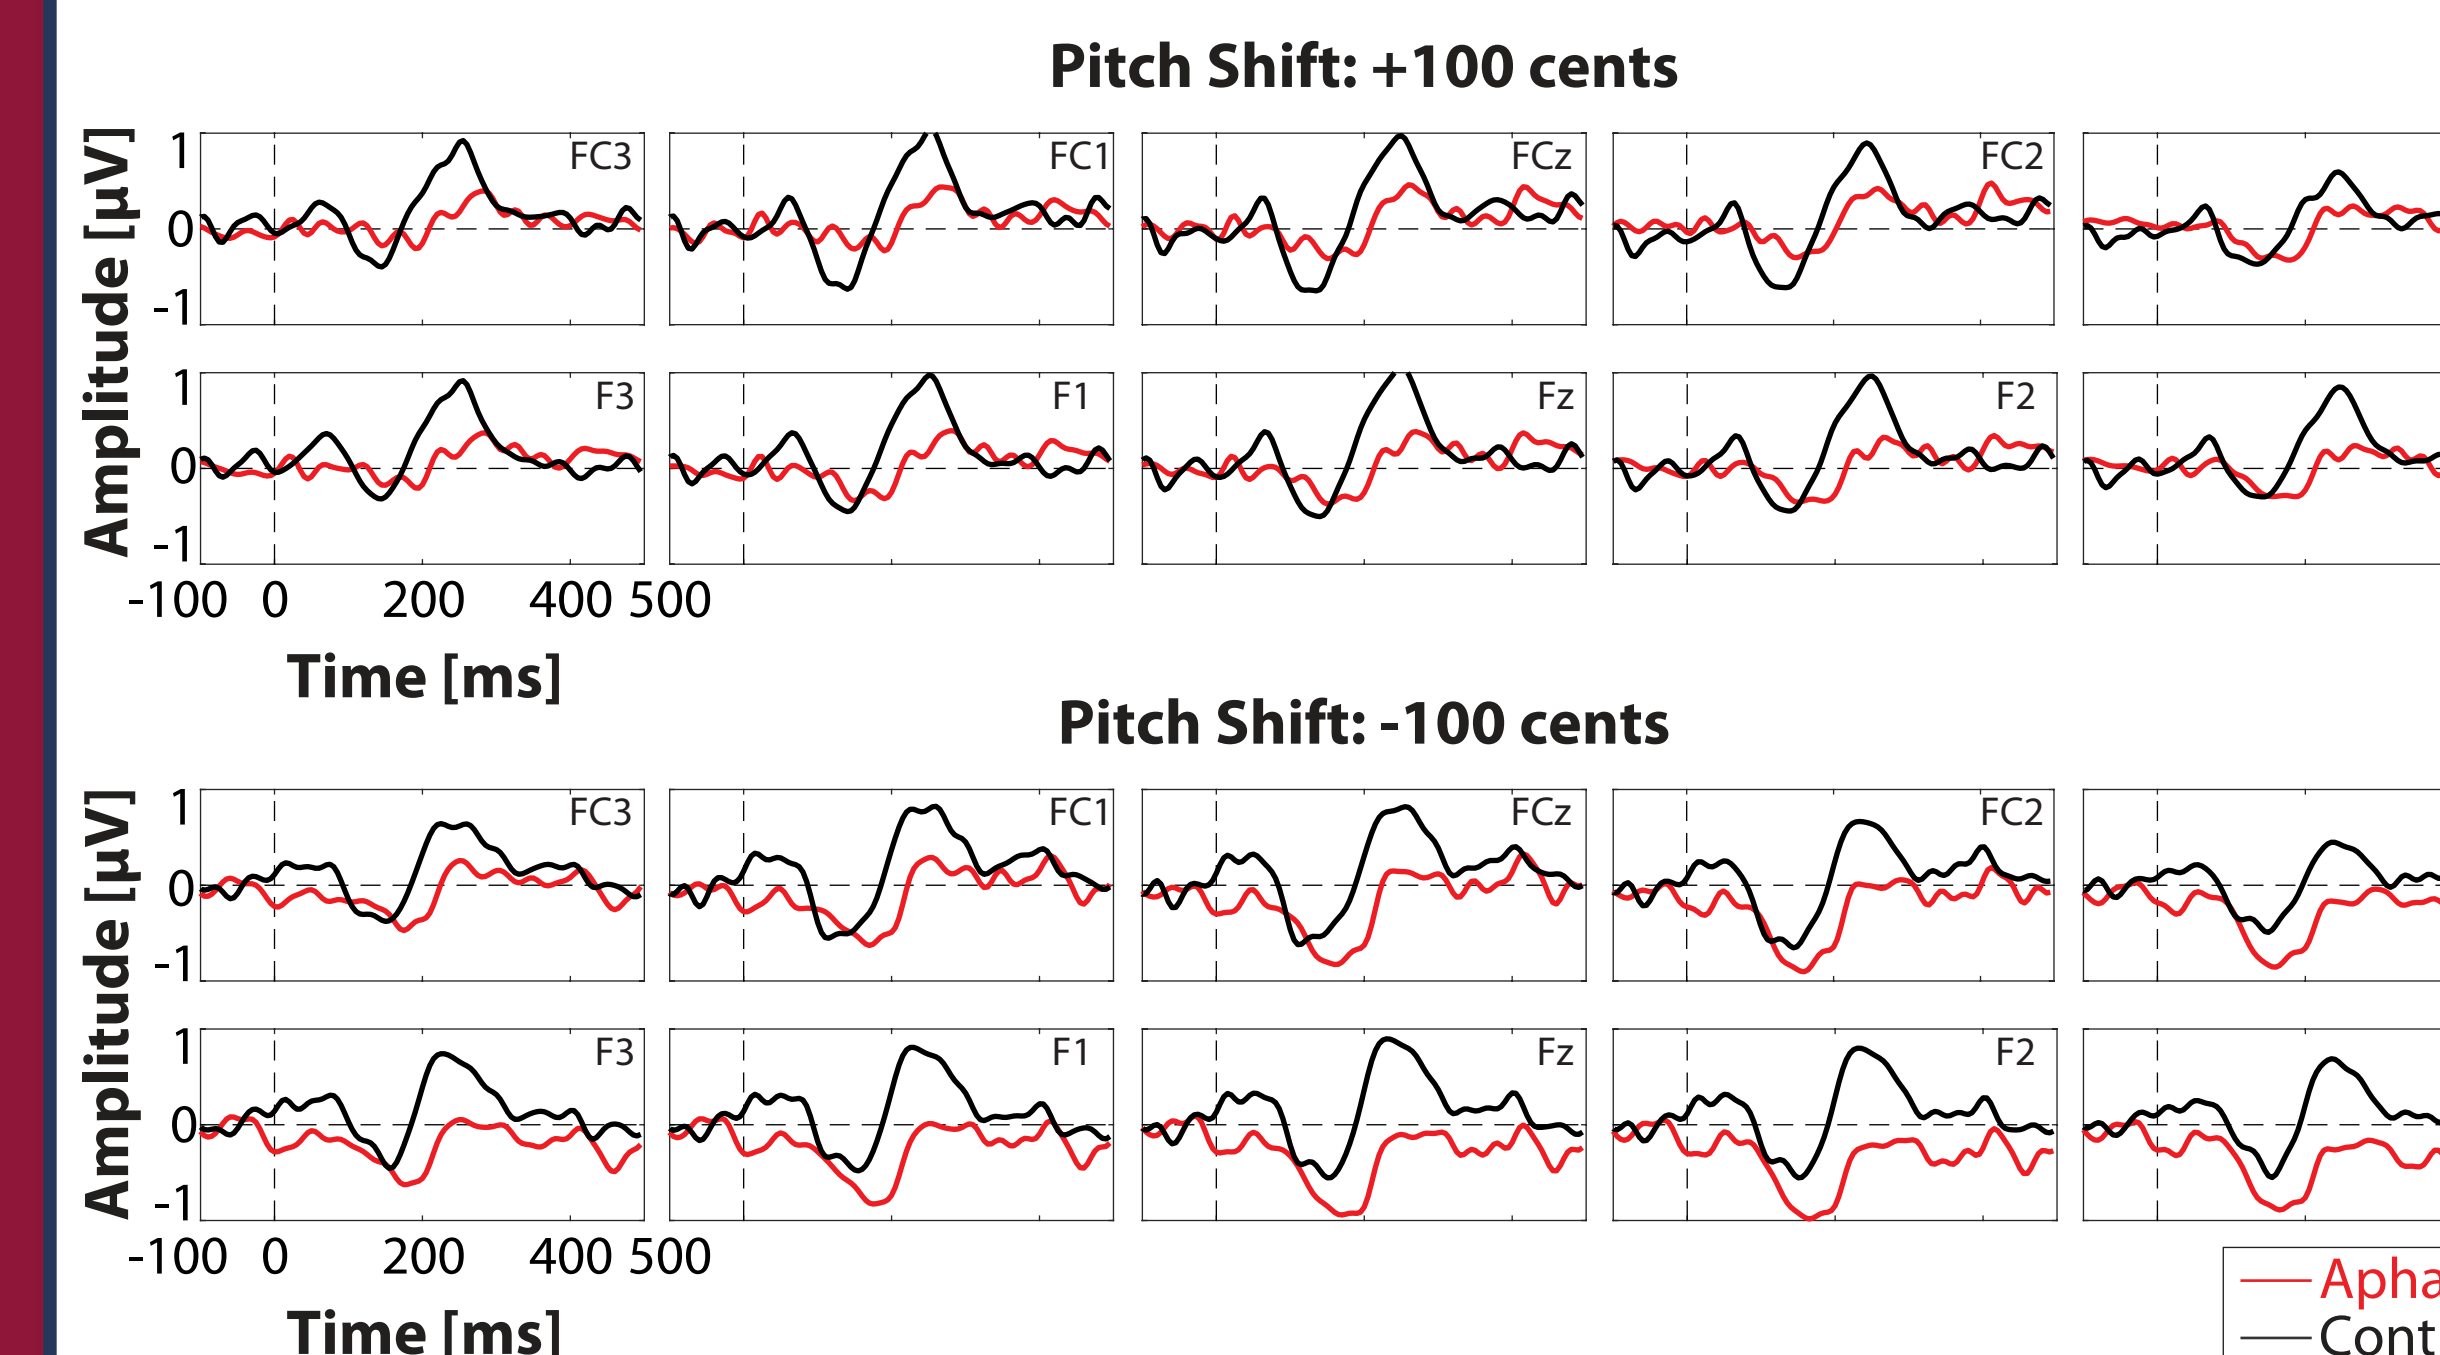 Pitch Shift: +100 cents
Amplitude [µV]
1
0
-1
FC3
FC1
FCz
FC2
1
0
-1
F3
F1
Fz
F2
-100 0 200 400 500
Time [ms]
Pitch Shift: -100 cents
Amplitude [µV]
1
0
-1
FC3
FC1
FCz
FC2
1
0
-1
F3
F1
Fz
F2
-100 0 200 400 500
Time [ms]
Apha
Cont